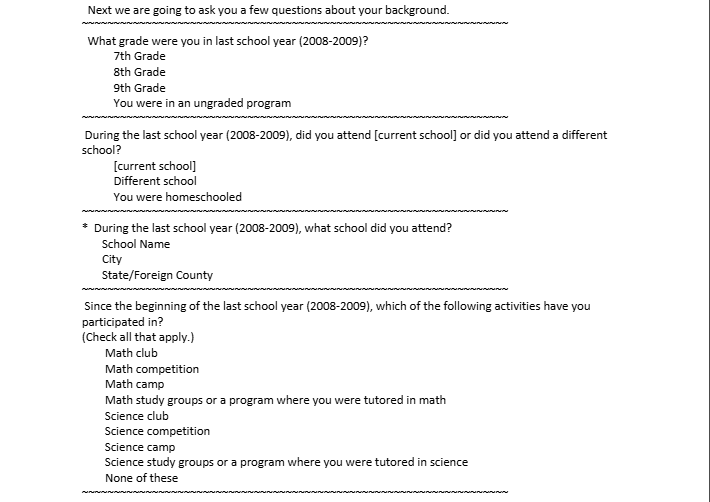 Next we are going to ask you a few questions about your background.
~~~~~~~~~~~~~~~~~~~~~~~~~~~~~~~~~~~~~~~~~~~~~~~~~~~~~~~~~~~~~~~~~
What grade were you in last school year (2008-2009)?
7th Grade
8th Grade
9th Grade
You were in an ungraded program
~~~~~~~~~~~~~~~~~~~~~~~~~~~~~~~~~~~~~~~~~~~~~~~~~~~~~~~~~~~~~~~~~
During the last school year (2008-2009), did you attend [current school] or did you attend a different
school?
[current school]
Different school
You were homeschooled
~~~~~~~~~~~~~~~~~~~~~~~~~~~~~~~~~~~~~~~~~~~~~~~~~~~~~~~~~~~~~~~~~
* During the last school year (2008-2009), what school did you attend?
School Name
City
State/Foreign County
~~~~~~~~~~~~~~~~~~~~~~~~~~~~~~~~~~~~~~~~~~~~~~~~~~~~~~~~~~~~~~~~~
Since the beginning of the last school year (2008-2009), which of the following activities have you
participated in?
(Check all that apply.)
Math club
Math competition
Math camp
Math study groups or a program where you were tutored in math
Science club
Science competition
Science camp
Science study groups or a program where you were tutored in science
None of these
~~~~~~~~~~~~~~~~~~~~~~~~~~~~~~~~~~~~~~~~~~~~~~~~~~~~~~~~~~~~~~~~~